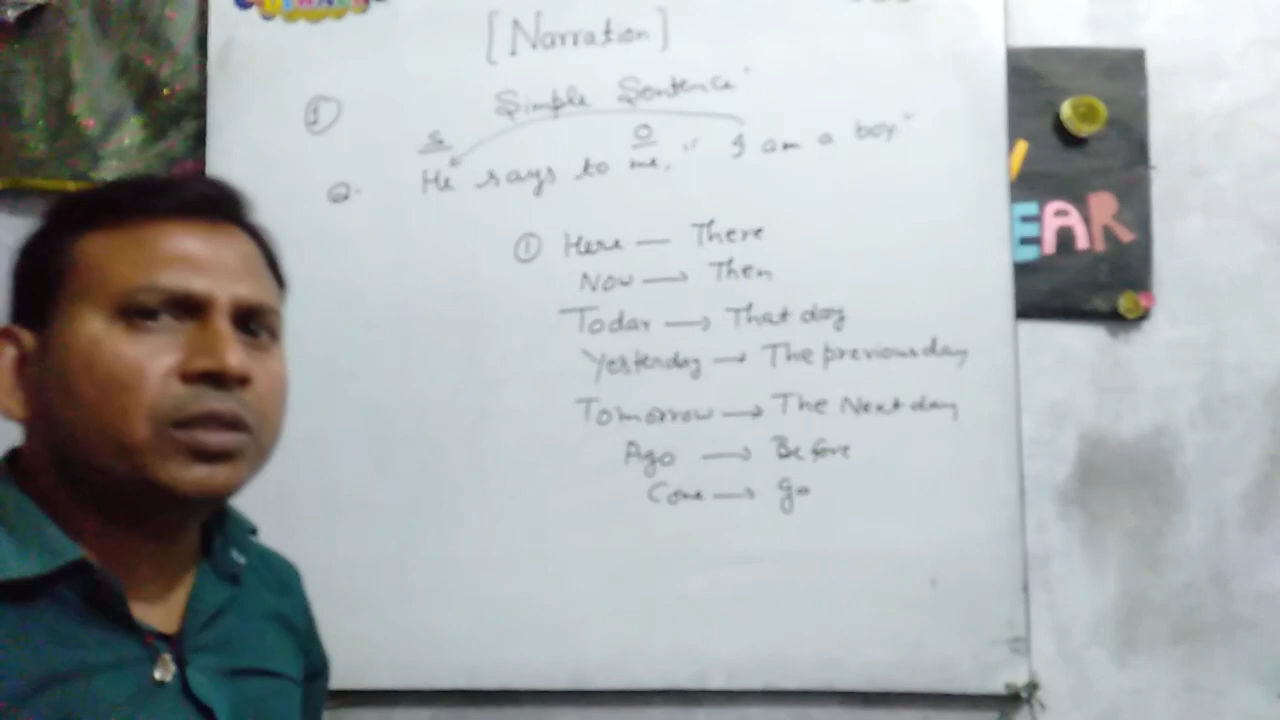 [Narration]
① Simple Sentence
S O
Q. He says to me, "I am a boy"
① Here — There
Now → Then
Today → That day
Yesterday → The previous day
Tomorrow → The Next day
Ago → Before
Come → go
EAR